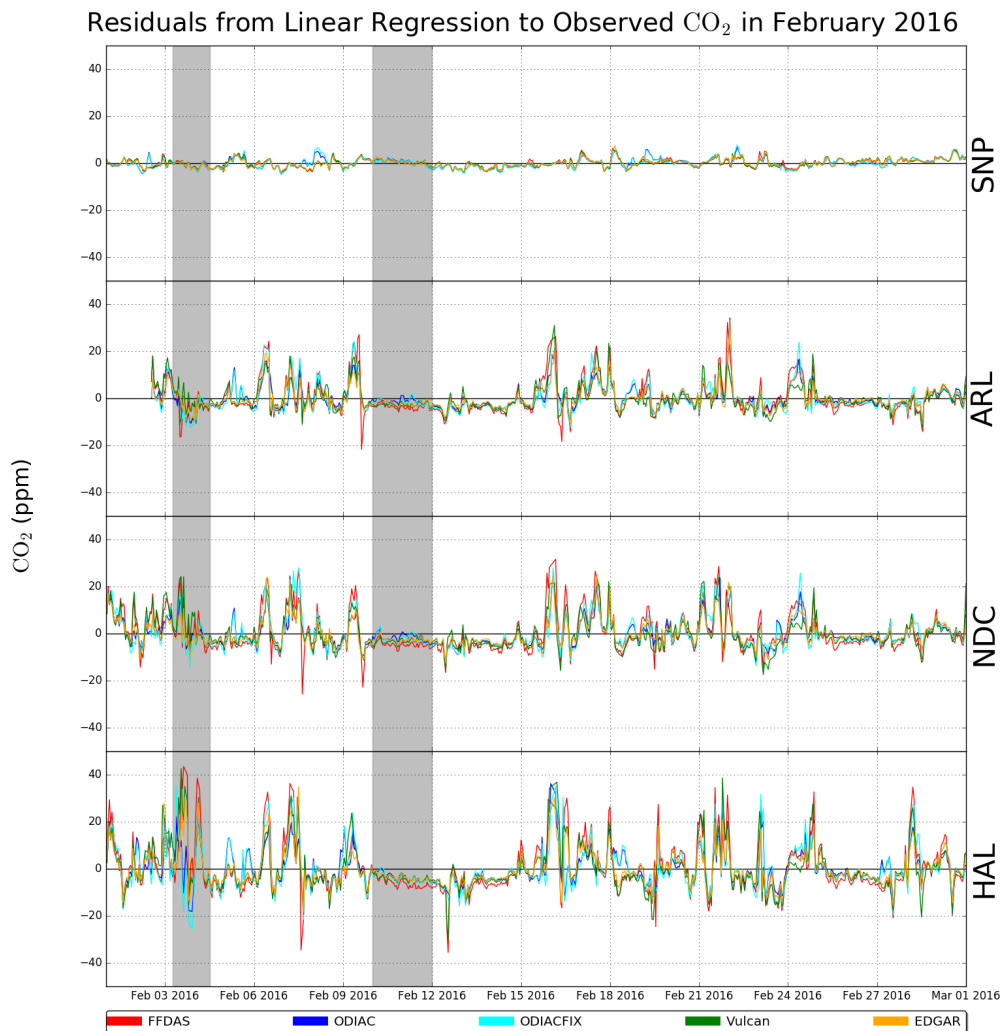 Residuals from Linear Regression to Observed CO₂ in February 2016
40
20
0
−20
−40
SNP
40
20
0
−20
−40
ARL
CO₂ (ppm)
40
20
0
−20
−40
NDC
40
20
0
−20
−40
HAL
Feb 03 2016 Feb 06 2016 Feb 09 2016 Feb 12 2016 Feb 15 2016 Feb 18 2016 Feb 21 2016 Feb 24 2016 Feb 27 2016 Mar 01 2016
FFDAS ODIAC ODIACFIX Vulcan EDGAR